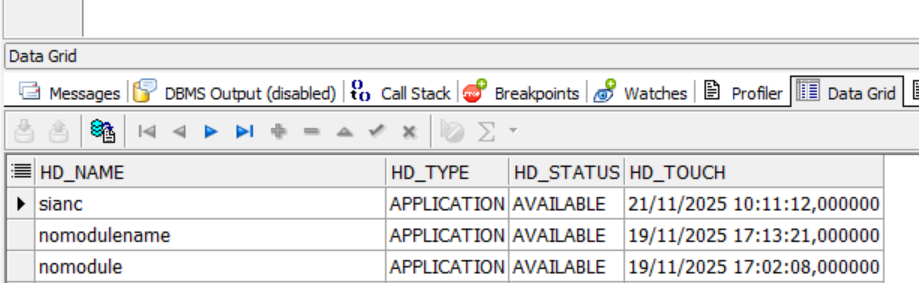 Data Grid
Messages DBMS Output (disabled) Call Stack Breakpoints Watches Profiler Data Grid
HD_NAME HD_TYPE HD_STATUS HD_TOUCH
sianc APPLICATION AVAILABLE 21/11/2025 10:11:12,000000
nomodulename APPLICATION AVAILABLE 19/11/2025 17:13:21,000000
nomodule APPLICATION AVAILABLE 19/11/2025 17:02:08,000000